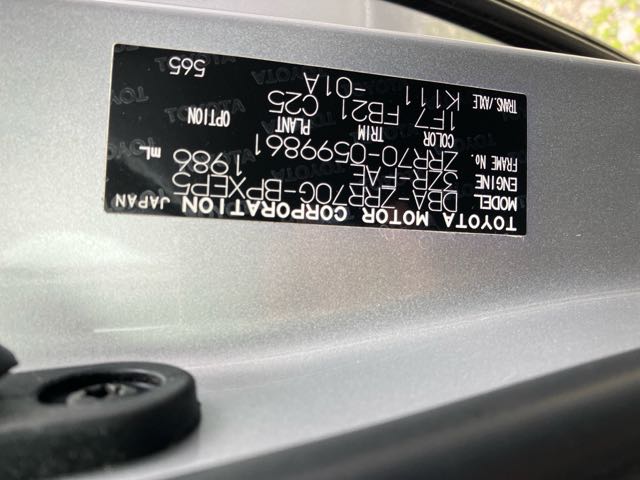 TOYOTA MOTOR CORPORATION JAPAN
MODEL DBA-ZRR70G-BPXEP5
ENGINE 3ZR-FAE 1986 mL
FRAME No. ZRR70-0599861
COLOR TRIM PLANT OPTION
1F7 FB21 C25 565
TRANS./AXLE K111
-01A